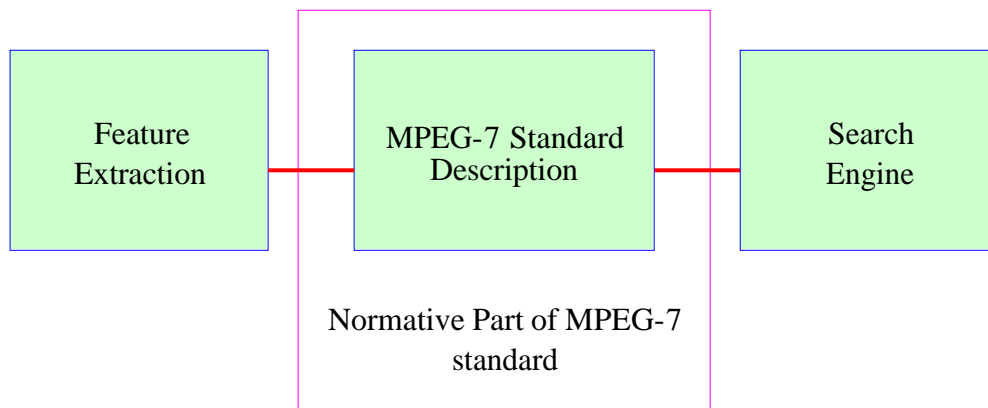 Feature
Extraction
MPEG-7 Standard
Description
Search
Engine
Normative Part of MPEG-7
standard